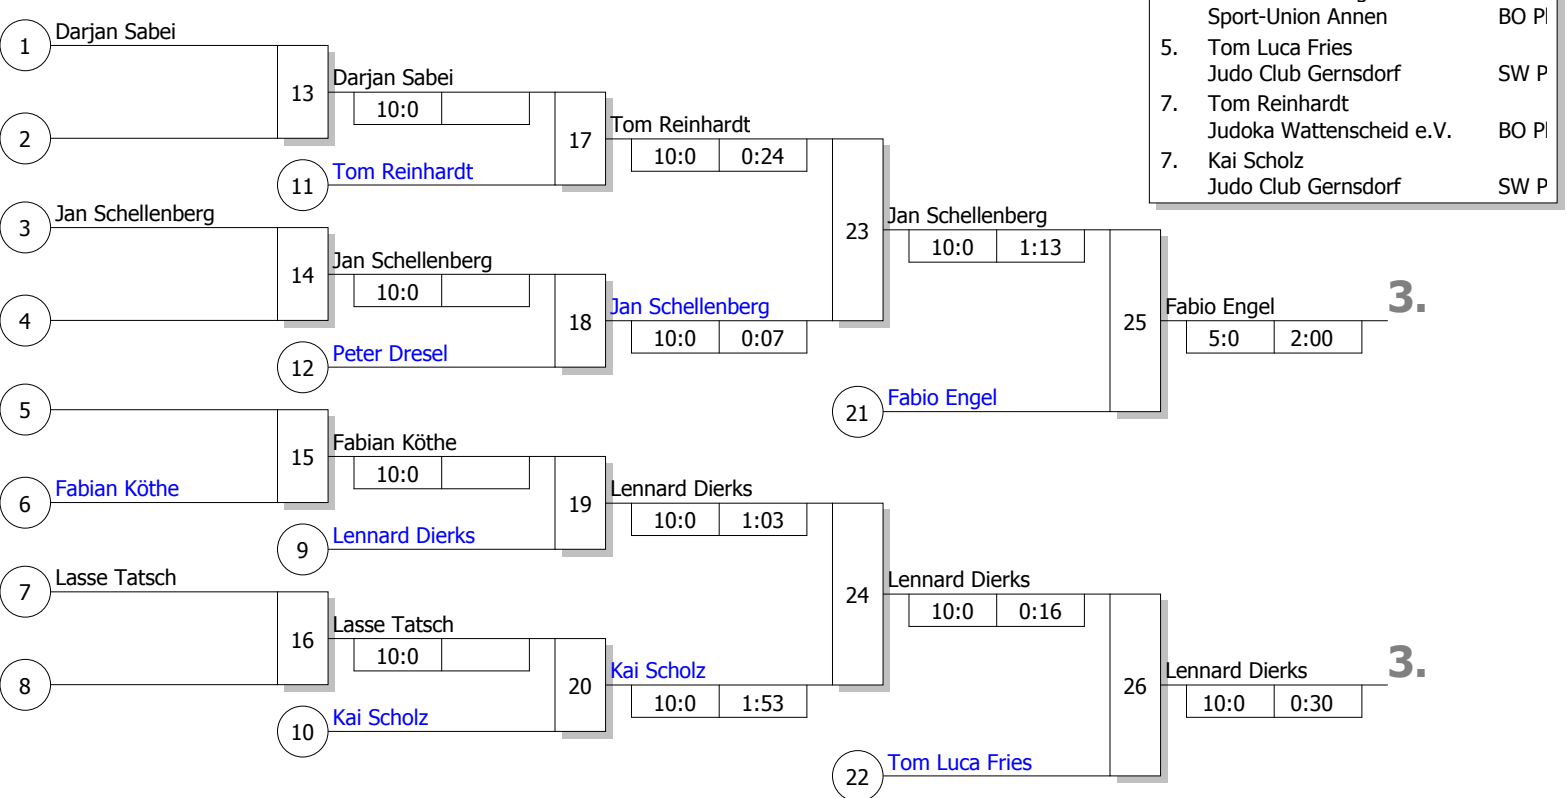 Sport-Union Annen BO
5. Tom Luca Fries
Judo Club Gernsdorf SW P
7. Tom Reinhardt
Judoka Wattenscheid e.V. BO
7. Kai Scholz
Judo Club Gernsdorf SW P
1 Darjan Sabei
2
13 Darjan Sabei
10:0
11 Tom Reinhardt
17 Tom Reinhardt
10:0 0:24
3 Jan Schellenberg
4
14 Jan Schellenberg
10:0
12 Peter Dresel
18 Jan Schellenberg
10:0 0:07
23 Jan Schellenberg
10:0 1:13
21 Fabio Engel
25 Fabio Engel 3.
5:0 2:00
5
6 Fabian Köthe
15 Fabian Köthe
10:0
9 Lennard Dierks
19 Lennard Dierks
10:0 1:03
7 Lasse Tatsch
8
16 Lasse Tatsch
10:0
10 Kai Scholz
20 Kai Scholz
10:0 1:53
24 Lennard Dierks
10:0 0:16
22 Tom Luca Fries
26 Lennard Dierks 3.
10:0 0:30